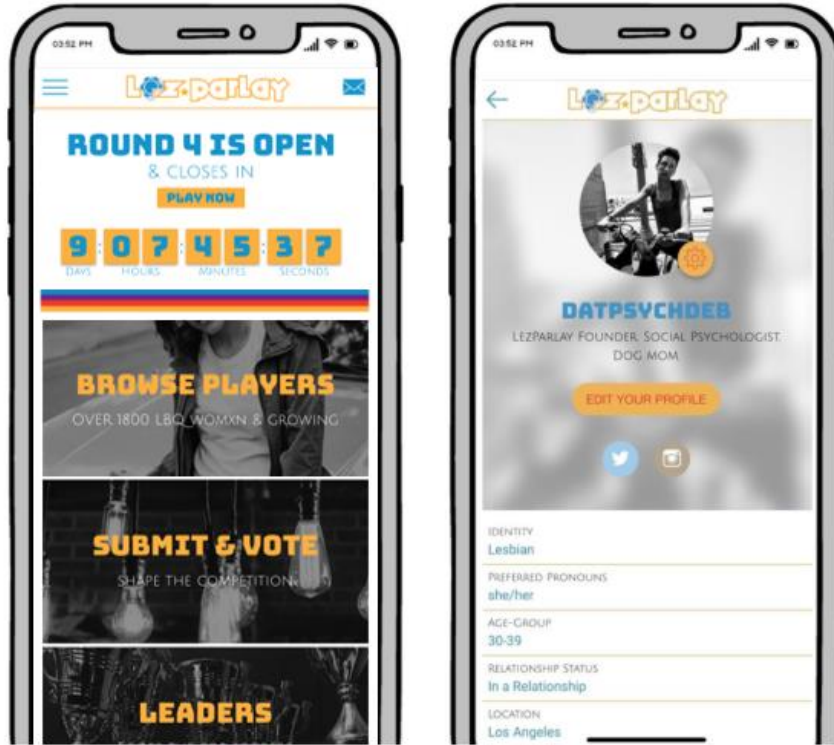 03:52 PM
LezParlay
ROUND 4 IS OPEN
& CLOSES IN
PLAY NOW
9 : 0 7 : 4 5 : 3 7
DAYS HOURS MINUTES SECONDS
BROWSE PLAYERS
OVER 1800 LBQ WOMXN & GROWING
SUBMIT & VOTE
SHAPE THE COMPETITION
LEADERS
03:52 PM
LezParlay
DATPSYCHDEB
LEZPARLAY FOUNDER. SOCIAL PSYCHOLOGIST.
DOG MOM.
EDIT YOUR PROFILE
IDENTITY
Lesbian
PREFERRED PRONOUNS
she/her
AGE-GROUP
30-39
RELATIONSHIP STATUS
In a Relationship
LOCATION
Los Angeles